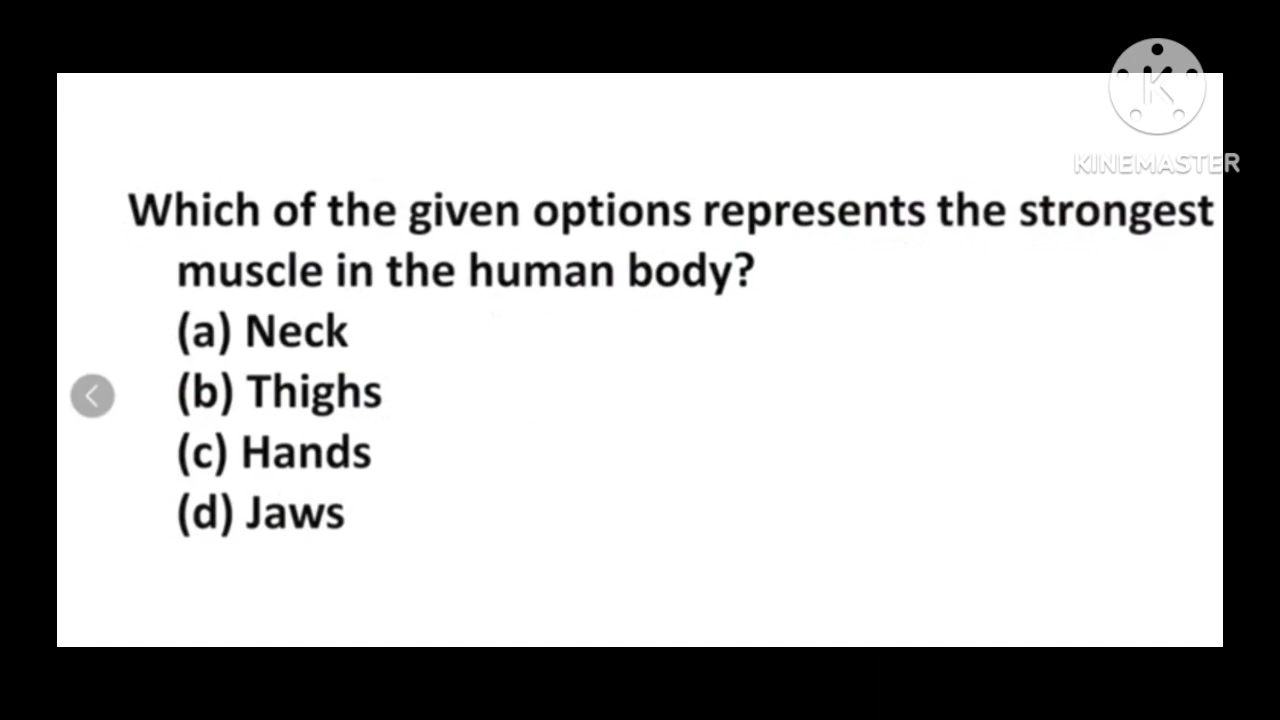 KINEMASTER
Which of the given options represents the strongest
muscle in the human body?
(a) Neck
(b) Thighs
(c) Hands
(d) Jaws